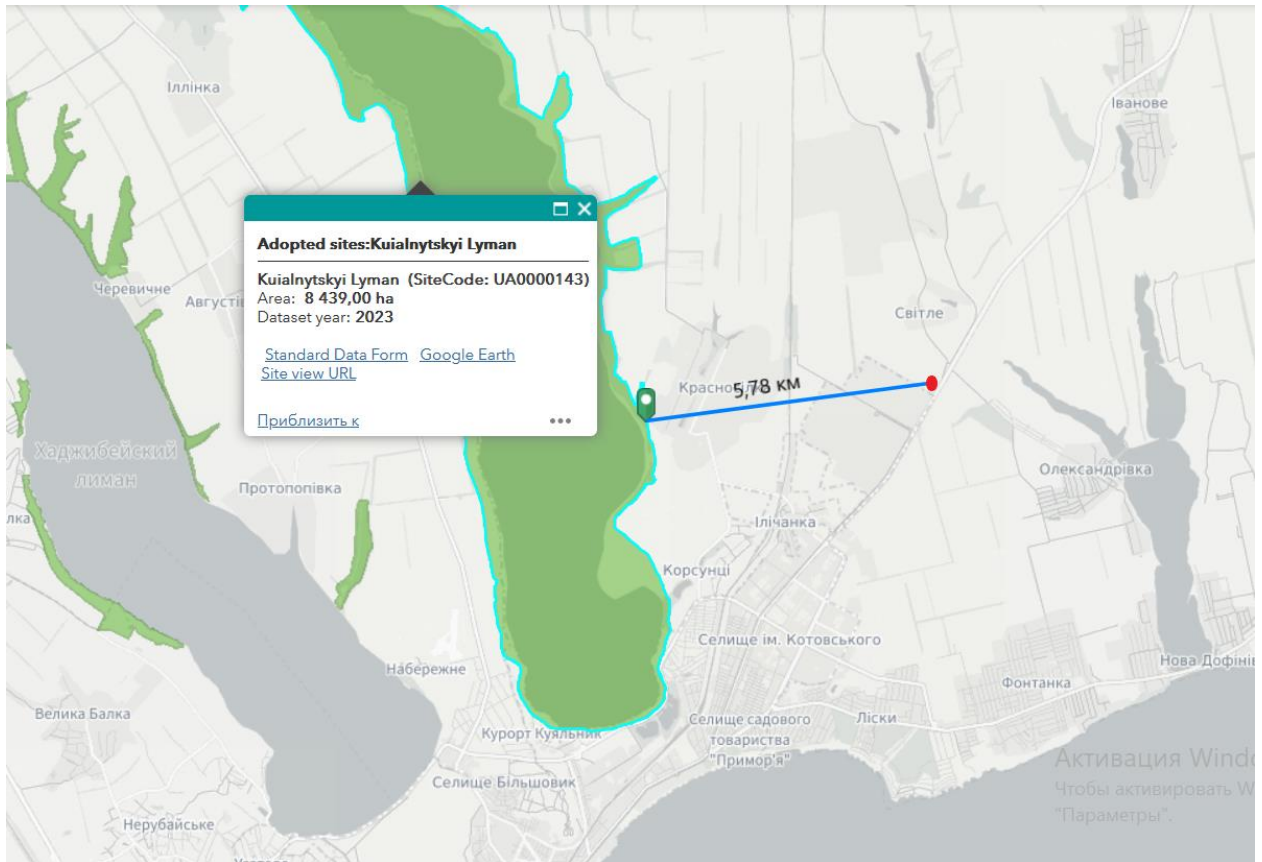 Іллінка
Іванове
Adopted sites:Kuialnytskyi Lyman
Kuialnytskyi Lyman (SiteCode: UA0000143)
Area: 8 439,00 ha
Dataset year: 2023
Standard Data Form Google Earth
Site view URL
Приблизить к
Черевичне
Августі
Світле
5,78 км
Хаджибейский
лиман
Протопопівка
Олександрівка
лка
Ілічанка
Корсунці
Селище ім. Котовського
Набережне
Нова Дофінів
Фонтанка
Велика Балка
Курорт Куяльник
Селище садового
товариства
"Примор'я"
Ліски
Селище Більшовик
Нерубайське
Активация Windo
Чтобы активировать W
"Параметры".